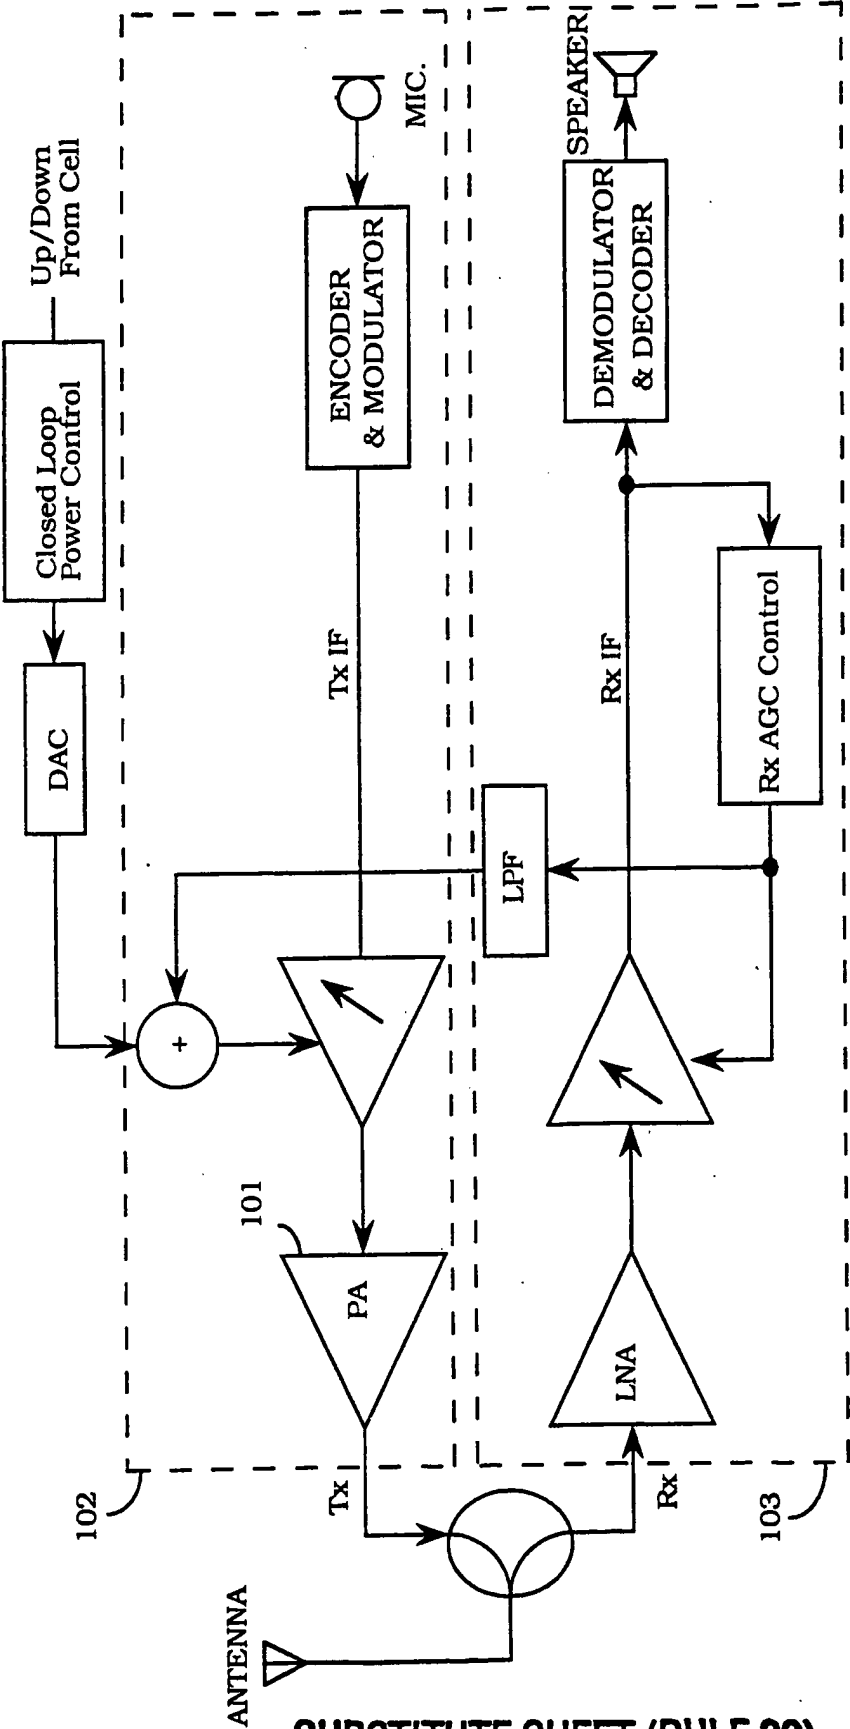 Up/Down
From Cell
Closed Loop
Power Control
DAC
MIC.
ENCODER
& MODULATOR
Tx IF
+
101
PA
102
Tx
SPEAKER
DEMODULATOR
& DECODER
Rx IF
Rx AGC Control
LPF
LNA
Rx
103
ANTENNA